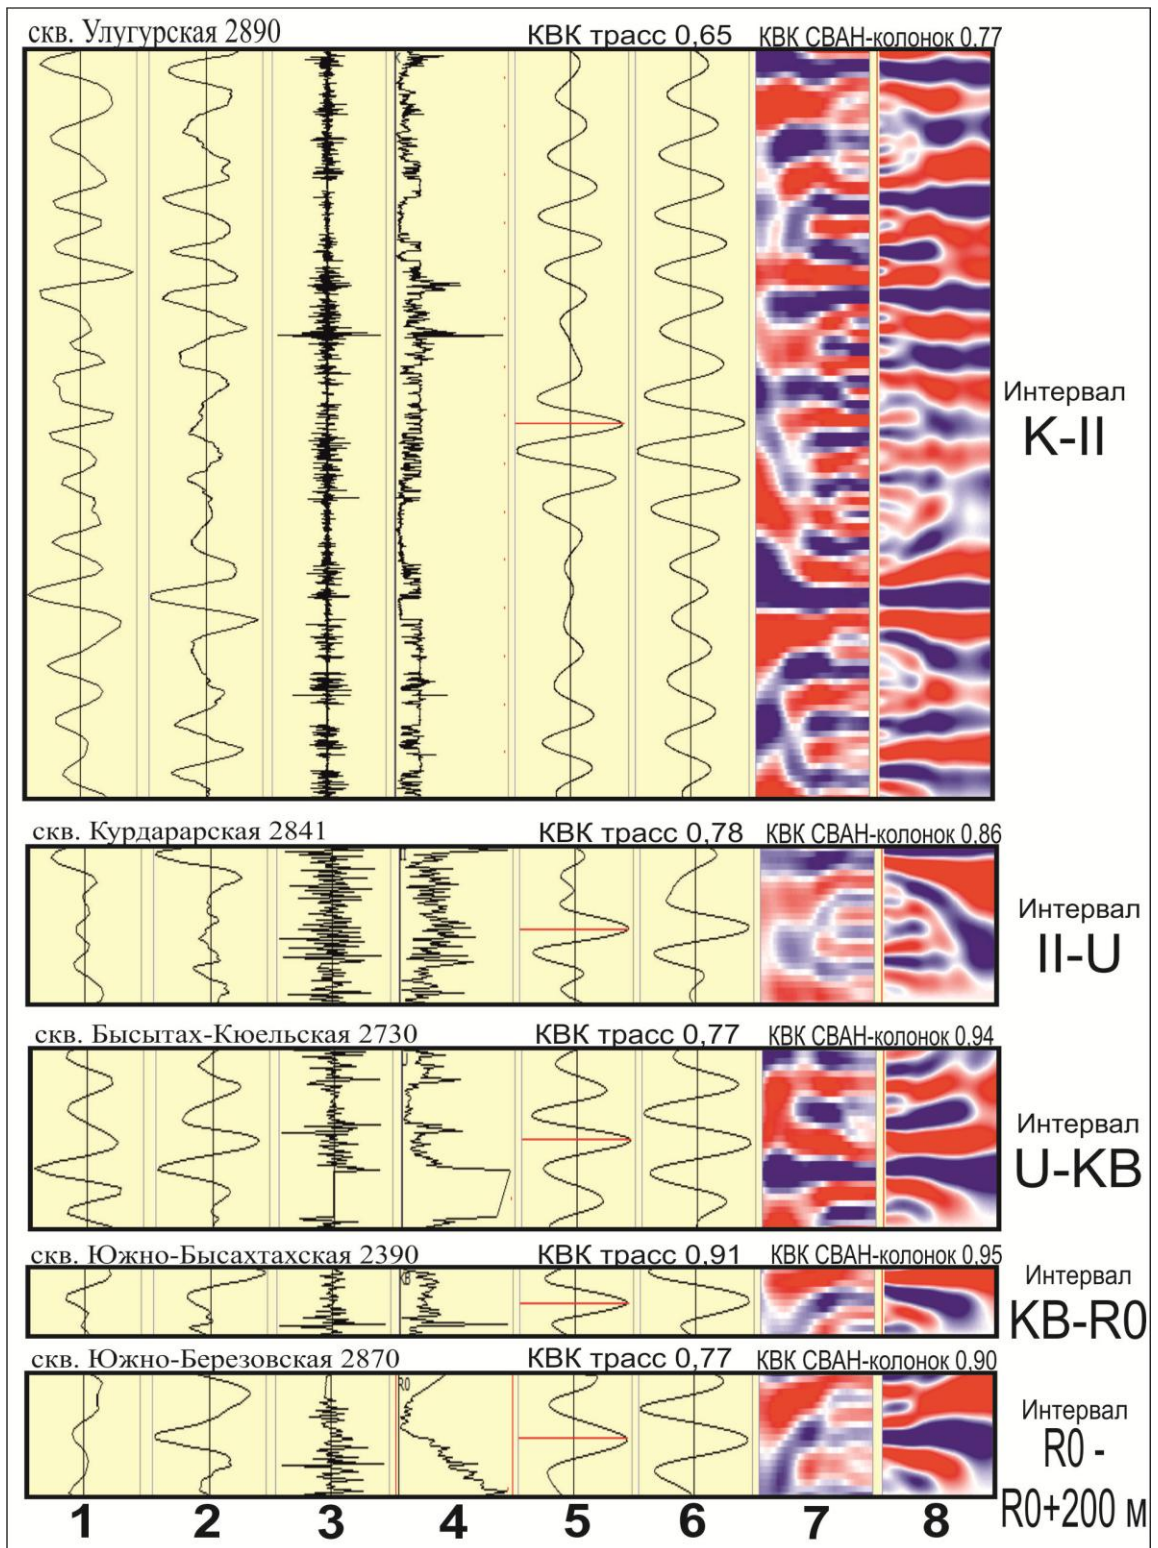 скв. Улугурская 2890 КВК трасс 0,65 КВК СВАН-колонок 0,77
K
Интервал
K-II
скв. Курдарарская 2841 КВК трасс 0,78 КВК СВАН-колонок 0,86
II
Интервал
II-U
скв. Бысытах-Кюельская 2730 КВК трасс 0,77 КВК СВАН-колонок 0,94
U
Интервал
U-KB
скв. Южно-Бысахтахская 2390 КВК трасс 0,91 КВК СВАН-колонок 0,95
KB
Интервал
KB-R0
скв. Южно-Березовская 2870 КВК трасс 0,77 КВК СВАН-колонок 0,90
R0
Интервал
R0 -
R0+200 м
1 2 3 4 5 6 7 8